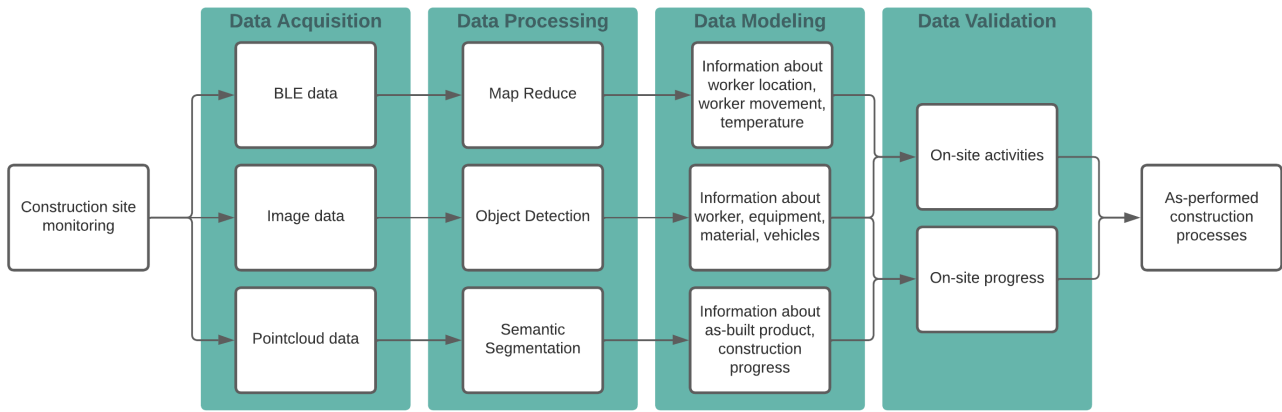 Data Acquisition
Data Processing
Data Modeling
Data Validation
Construction site
monitoring
BLE data
Image data
Pointcloud data
Map Reduce
Object Detection
Semantic
Segmentation
Information about
worker location,
worker movement,
temperature
Information about
worker, equipment,
material, vehicles
Information about
as-built product,
construction
progress
On-site activities
On-site progress
As-performed
construction
processes